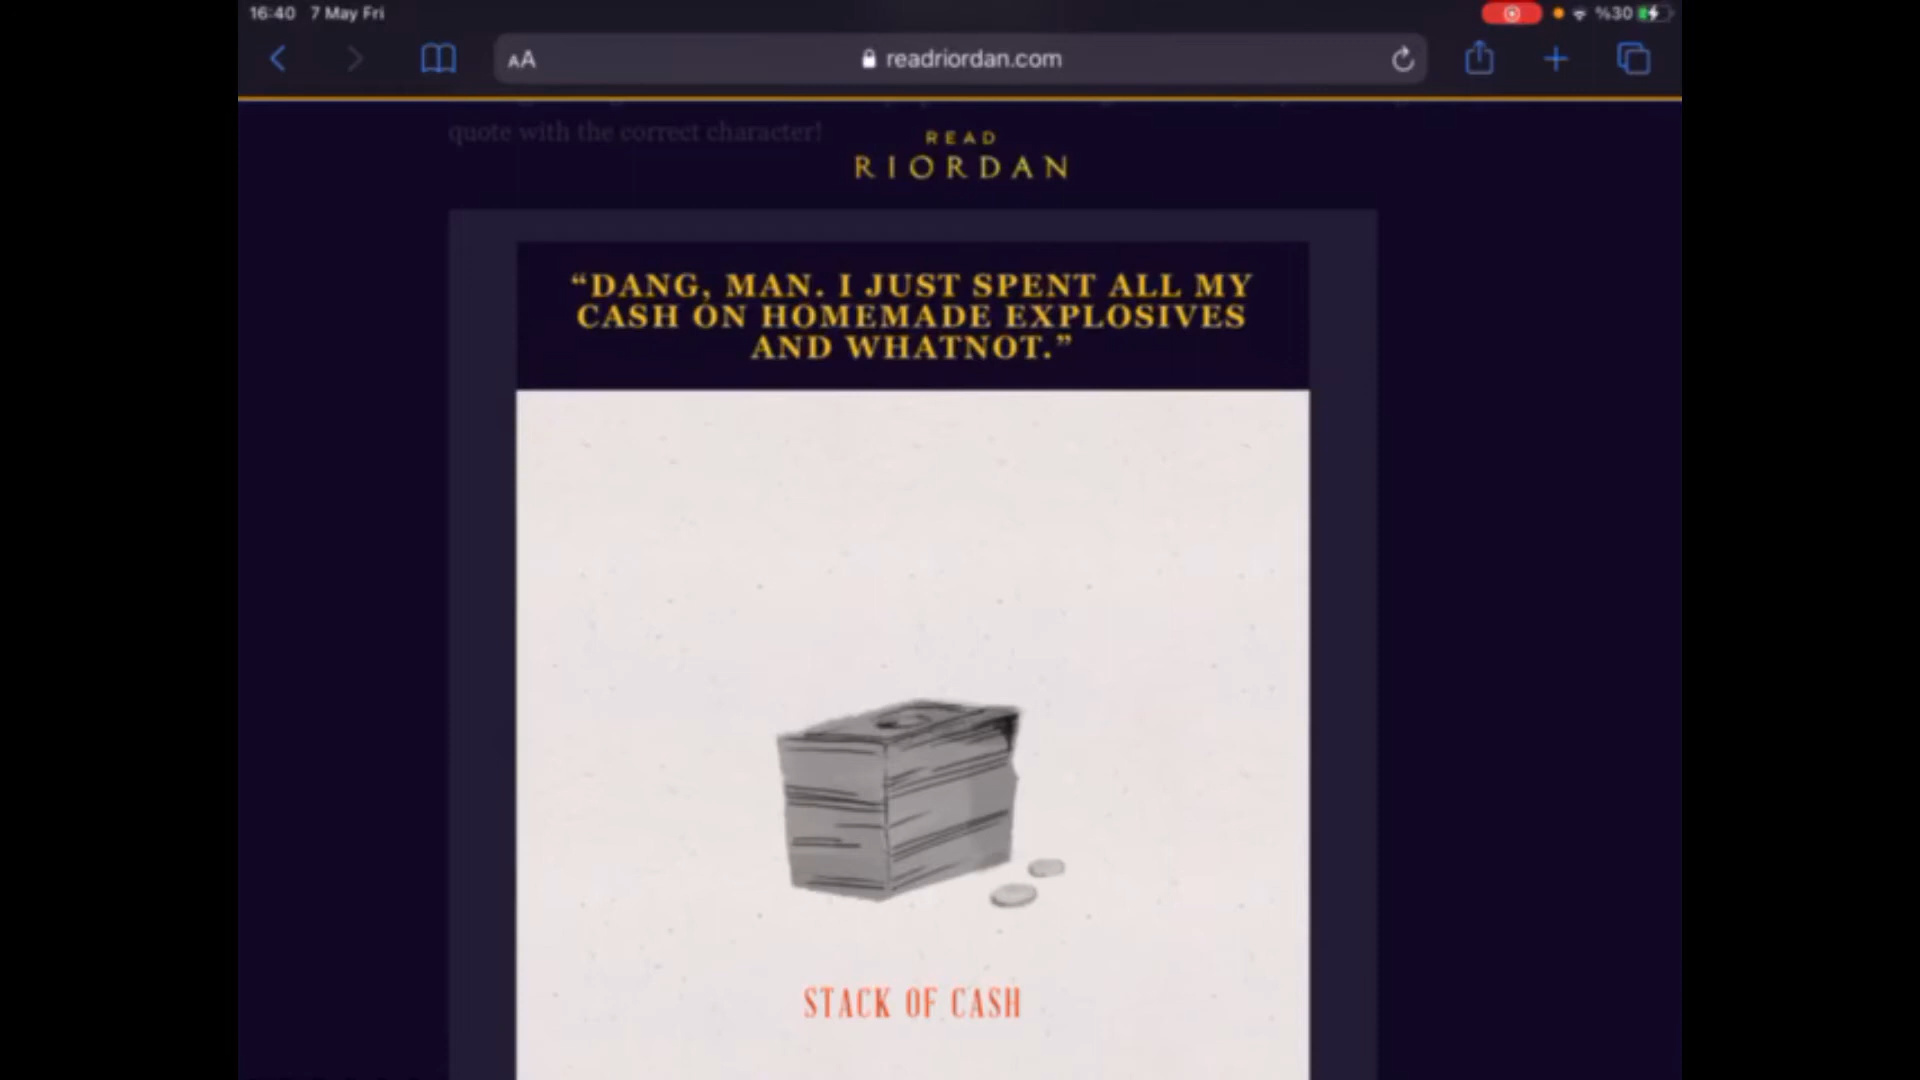 16:40 7 May Fri
%30
AA
readriordan.com
quote with the correct character!
READ
RIORDAN
“DANG, MAN. I JUST SPENT ALL MY
CASH ON HOMEMADE EXPLOSIVES
AND WHATNOT.”
STACK OF CASH